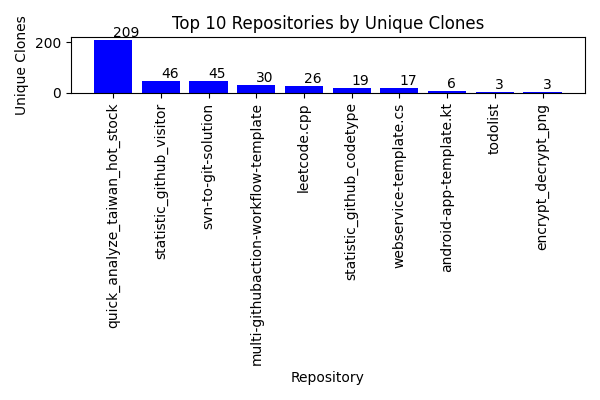 Top 10 Repositories by Unique Clones
Unique Clones
200
0
209
46
45
30
26
19
17
6
3
3
quick_analyze_taiwan_hot_stock
statistic_github_visitor
svn-to-git-solution
multi-githubaction-workflow-template
leetcode.cpp
statistic_github_codetype
webservice-template.cs
android-app-template.kt
todolist
encrypt_decrypt_png
Repository